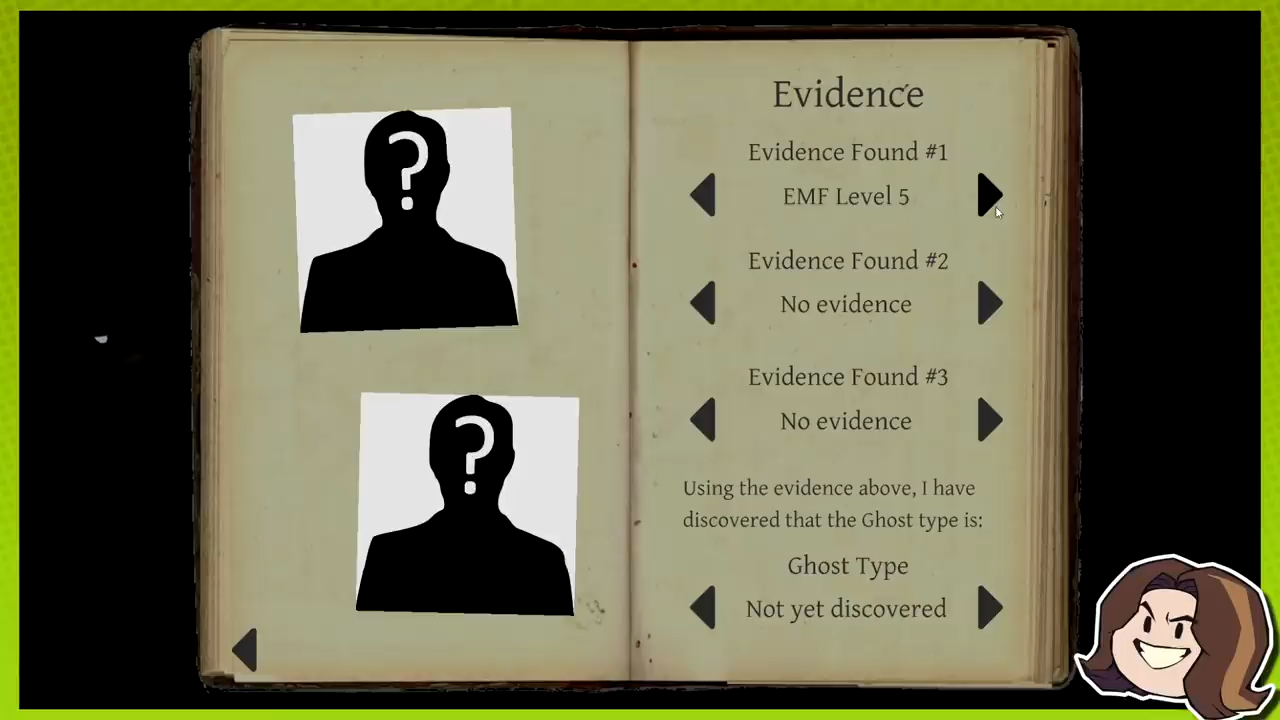 Evidence
Evidence Found #1
EMF Level 5
Evidence Found #2
No evidence
Evidence Found #3
No evidence
Using the evidence above, I have
discovered that the Ghost type is:
Ghost Type
Not yet discovered
?
?